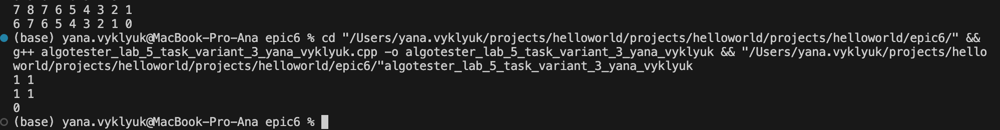 7 8 7 6 5 4 3 2 1
6 7 6 5 4 3 2 1 0
(base) yana.vyklyuk@MacBook-Pro-Ana epic6 % cd "/Users/yana.vyklyuk/projects/helloworld/projects/helloworld/projects/helloworld/epic6/" &&
g++ algotester_lab_5_task_variant_3_yana_vyklyuk.cpp -o algotester_lab_5_task_variant_3_yana_vyklyuk && "/Users/yana.vyklyuk/projects/hello
world/projects/helloworld/projects/helloworld/epic6/"algotester_lab_5_task_variant_3_yana_vyklyuk
1 1
1 1
0
(base) yana.vyklyuk@MacBook-Pro-Ana epic6 %